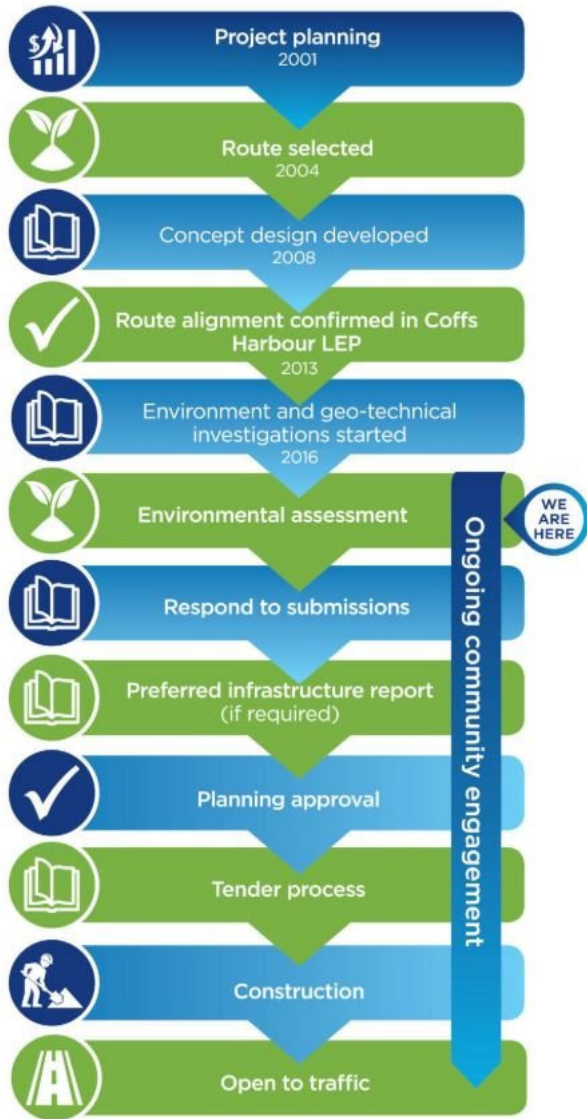 Project planning
2001
Route selected
2004
Concept design developed
2008
Route alignment confirmed in Coffs
Harbour LEP
2013
Environment and geo-technical
investigations started
2016
Environmental assessment
WE
ARE
HERE
Ongoing community engagement
Respond to submissions
Preferred infrastructure report
(if required)
Planning approval
Tender process
Construction
Open to traffic